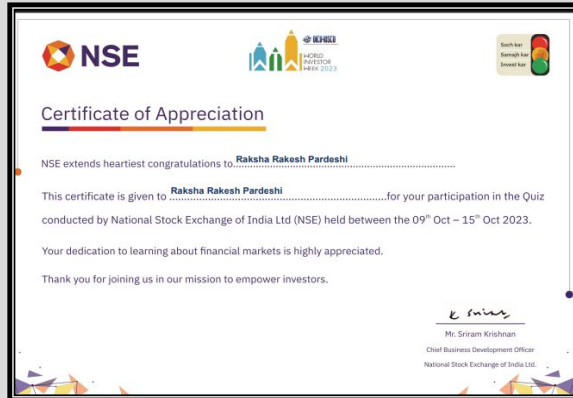 NSE
IOSCO
WORLD
INVESTOR
WEEK 2023
Soch kar
Samajh kar
Invest kar
Certificate of Appreciation
NSE extends heartiest congratulations to Raksha Rakesh Pardeshi
This certificate is given to Raksha Rakesh Pardeshi for your participation in the Quiz
conducted by National Stock Exchange of India Ltd (NSE) held between the 09th Oct – 15th Oct 2023.
Your dedication to learning about financial markets is highly appreciated.
Thank you for joining us in our mission to empower investors.
K Sriram
Mr. Sriram Krishnan
Chief Business Development Officer
National Stock Exchange of India Ltd.